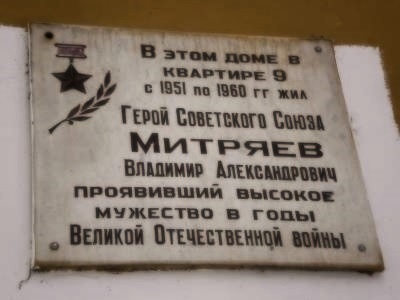 В этом доме в
квартире 9
с 1951 по 1960 гг жил
Герой Советского Союза
Митряев
Владимир Александрович
проявивший высокое
мужество в годы
Великой Отечественной войны